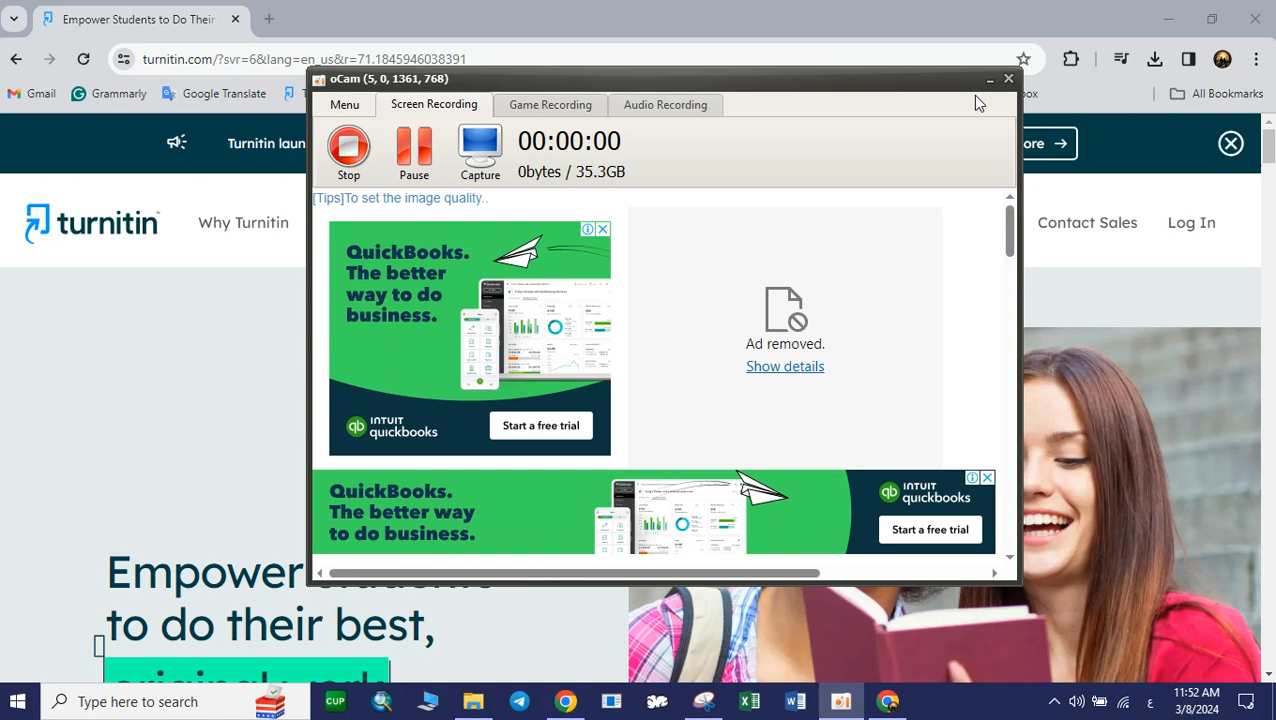 Empower Students to Do Their
turnitin.com/?svr=6&lang=en_us&r=71.1845946038391
Gmail
Grammarly
Google Translate
All Bookmarks
oCam (5, 0, 1361, 768)
Menu
Screen Recording
Game Recording
Audio Recording
Stop
Pause
Capture
00:00:00
0bytes / 35.3GB
[Tips]To set the image quality..
QuickBooks.
The better
way to do
business.
INTUIT
quickbooks
Start a free trial
Ad removed.
Show details
QuickBooks.
The better way
to do business.
INTUIT
quickbooks
Start a free trial
Turnitin laun
ore →
turnitin
Why Turnitin
Contact Sales
Log In
Empower
to do their best,
original work
Type here to search
CUP
ع
11:52 AM
3/8/2024